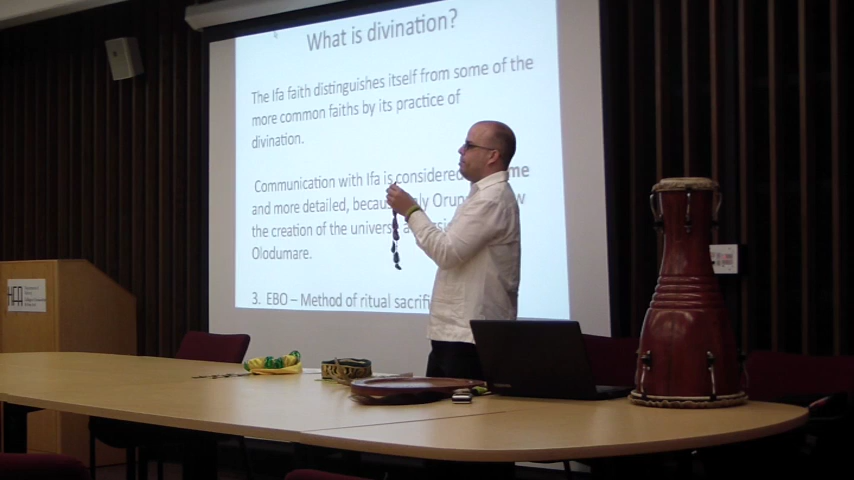 What is divination?
The Ifa faith distinguishes itself from some of the
more common faiths by its practice of
divination.
Communication with Ifa is considered
and more detailed, because
the creation of the universe
Olodumare.
3. EBO – Method of ritual
HFA